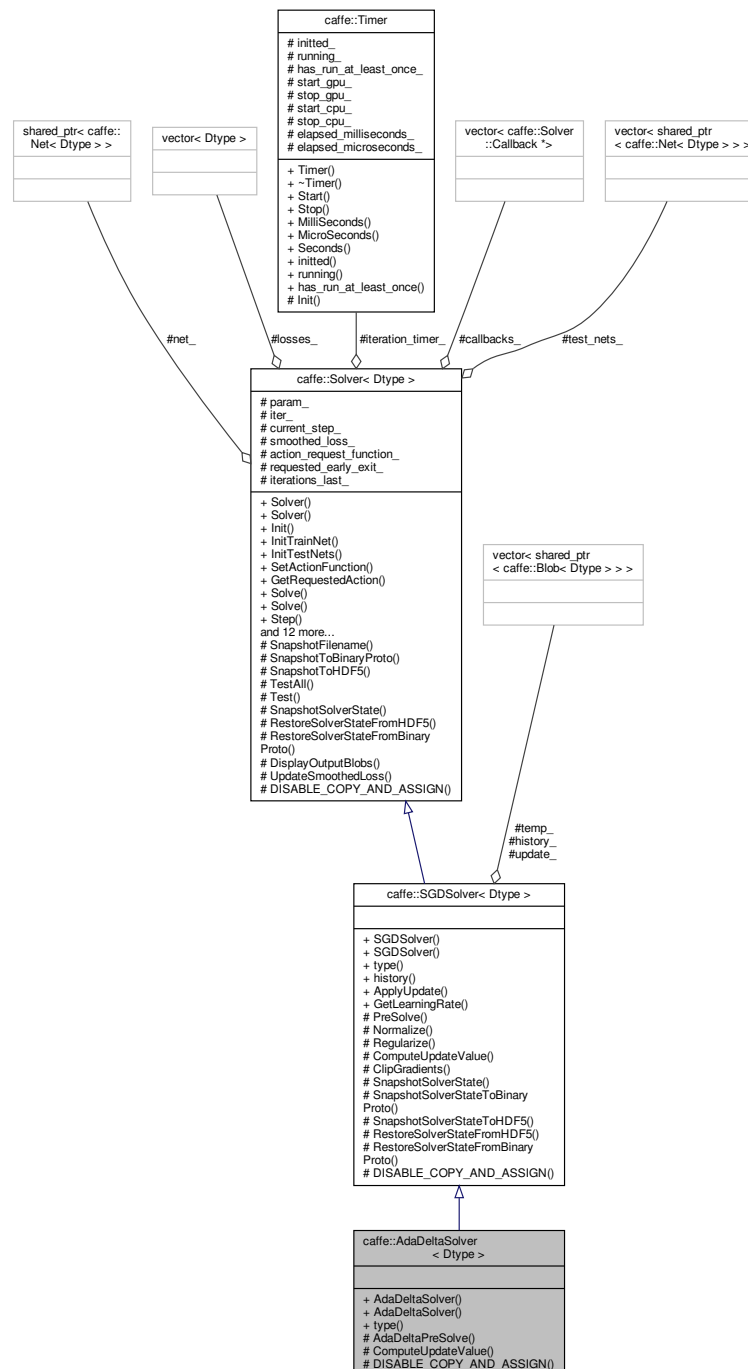 caffe::Timer
# initted_
# running_
# has_run_at_least_once_
# start_gpu_
# stop_gpu_
# start_cpu_
# stop_cpu_
# elapsed_milliseconds_
# elapsed_microseconds_
+ Timer()
+ ~Timer()
+ Start()
+ Stop()
+ MilliSeconds()
+ MicroSeconds()
+ Seconds()
+ initted()
+ running()
+ has_run_at_least_once()
# Init()
shared_ptr< caffe::
Net< Dtype > >
vector< Dtype >
vector< caffe::Solver
::Callback *>
vector< shared_ptr
< caffe::Net< Dtype > > >
#net_
#losses_
#iteration_timer_
#callbacks_
#test_nets_
caffe::Solver< Dtype >
# param_
# iter_
# current_step_
# smoothed_loss_
# action_request_function_
# requested_early_exit_
# iterations_last_
+ Solver()
+ Solver()
+ Init()
+ InitTrainNet()
+ InitTestNets()
+ SetActionFunction()
+ GetRequestedAction()
+ Solve()
+ Solve()
+ Step()
and 12 more...
# SnapshotFilename()
# SnapshotToBinaryProto()
# SnapshotToHDF5()
# TestAll()
# Test()
# SnapshotSolverState()
# RestoreSolverStateFromHDF5()
# RestoreSolverStateFromBinary
Proto()
# DisplayOutputBlobs()
# UpdateSmoothedLoss()
# DISABLE_COPY_AND_ASSIGN()
vector< shared_ptr
< caffe::Blob< Dtype > > >
#temp_
#history_
#update_
caffe::SGDSolver< Dtype >
+ SGDSolver()
+ SGDSolver()
+ type()
+ history()
+ ApplyUpdate()
+ GetLearningRate()
# PreSolve()
# Normalize()
# Regularize()
# ComputeUpdateValue()
# ClipGradients()
# SnapshotSolverState()
# SnapshotSolverStateToBinary
Proto()
# SnapshotSolverStateToHDF5()
# RestoreSolverStateFromHDF5()
# RestoreSolverStateFromBinary
Proto()
# DISABLE_COPY_AND_ASSIGN()
caffe::AdaDeltaSolver
< Dtype >
+ AdaDeltaSolver()
+ AdaDeltaSolver()
+ type()
# AdaDeltaPreSolve()
# ComputeUpdateValue()
# DISABLE_COPY_AND_ASSIGN()